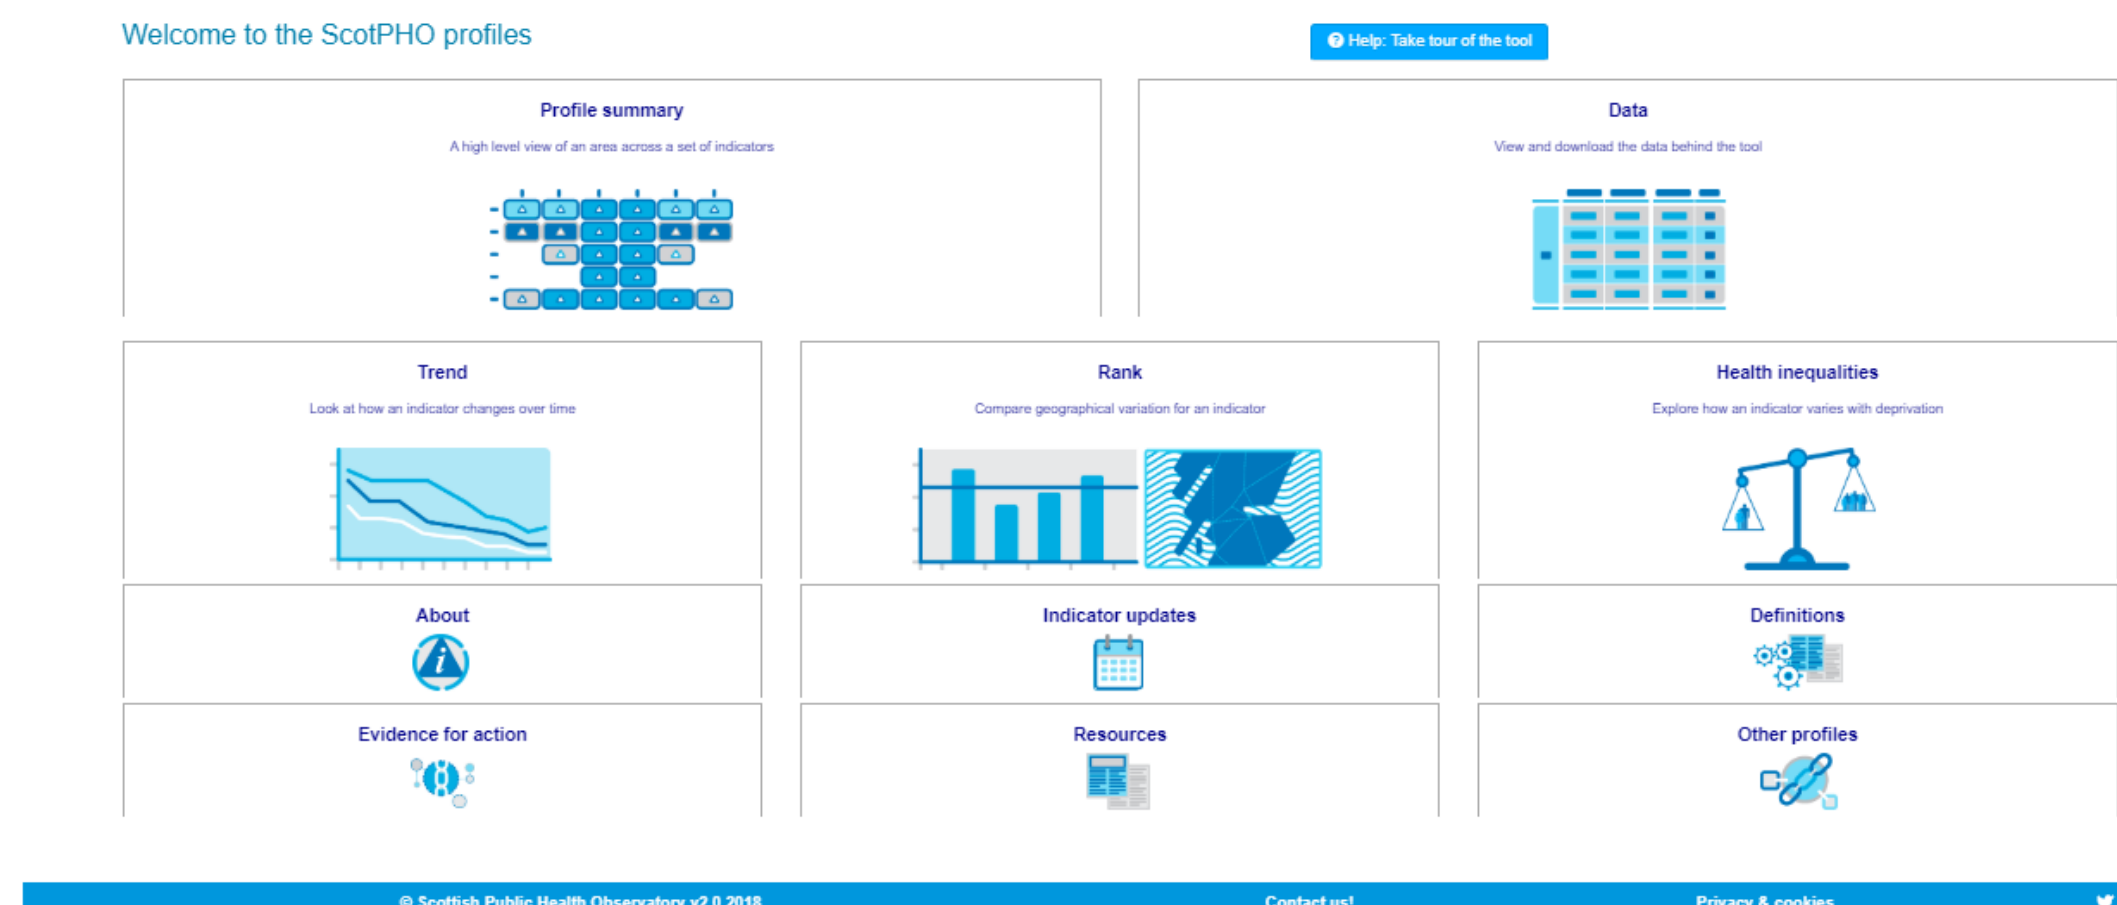 Welcome to the ScotPHO profiles
Help: Take tour of the tool
Profile summary
A high level view of an area across a set of indicators
Data
View and download the data behind the tool
Trend
Look at how an indicator changes over time
Rank
Compare geographical variation for an indicator
Health inequalities
Explore how an indicator varies with deprivation
About
Indicator updates
Definitions
Evidence for action
Resources
Other profiles
© Scottish Public Health Observatory v2.0 2018
Contact us!
Privacy & cookies